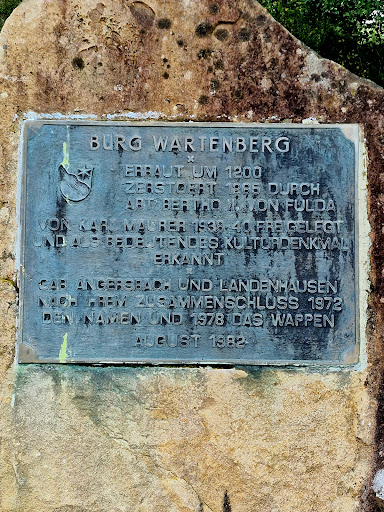 BURG WARTENBERG
ERBAUT UM 1200
ZERSTOERT 1265 DURCH
ABT BERTHO II. VON FULDA
VON KARL MAURER 1938-40 FREIGELEGT
UND ALS BEDEUTENDES KULTURDENKMAL
ERKANNT
GAB ANGERSBACH UND LANDENHAUSEN
NACH IHREM ZUSAMMENSCHLUSS 1972
DEN NAMEN UND 1978 DAS WAPPEN
AUGUST 1982